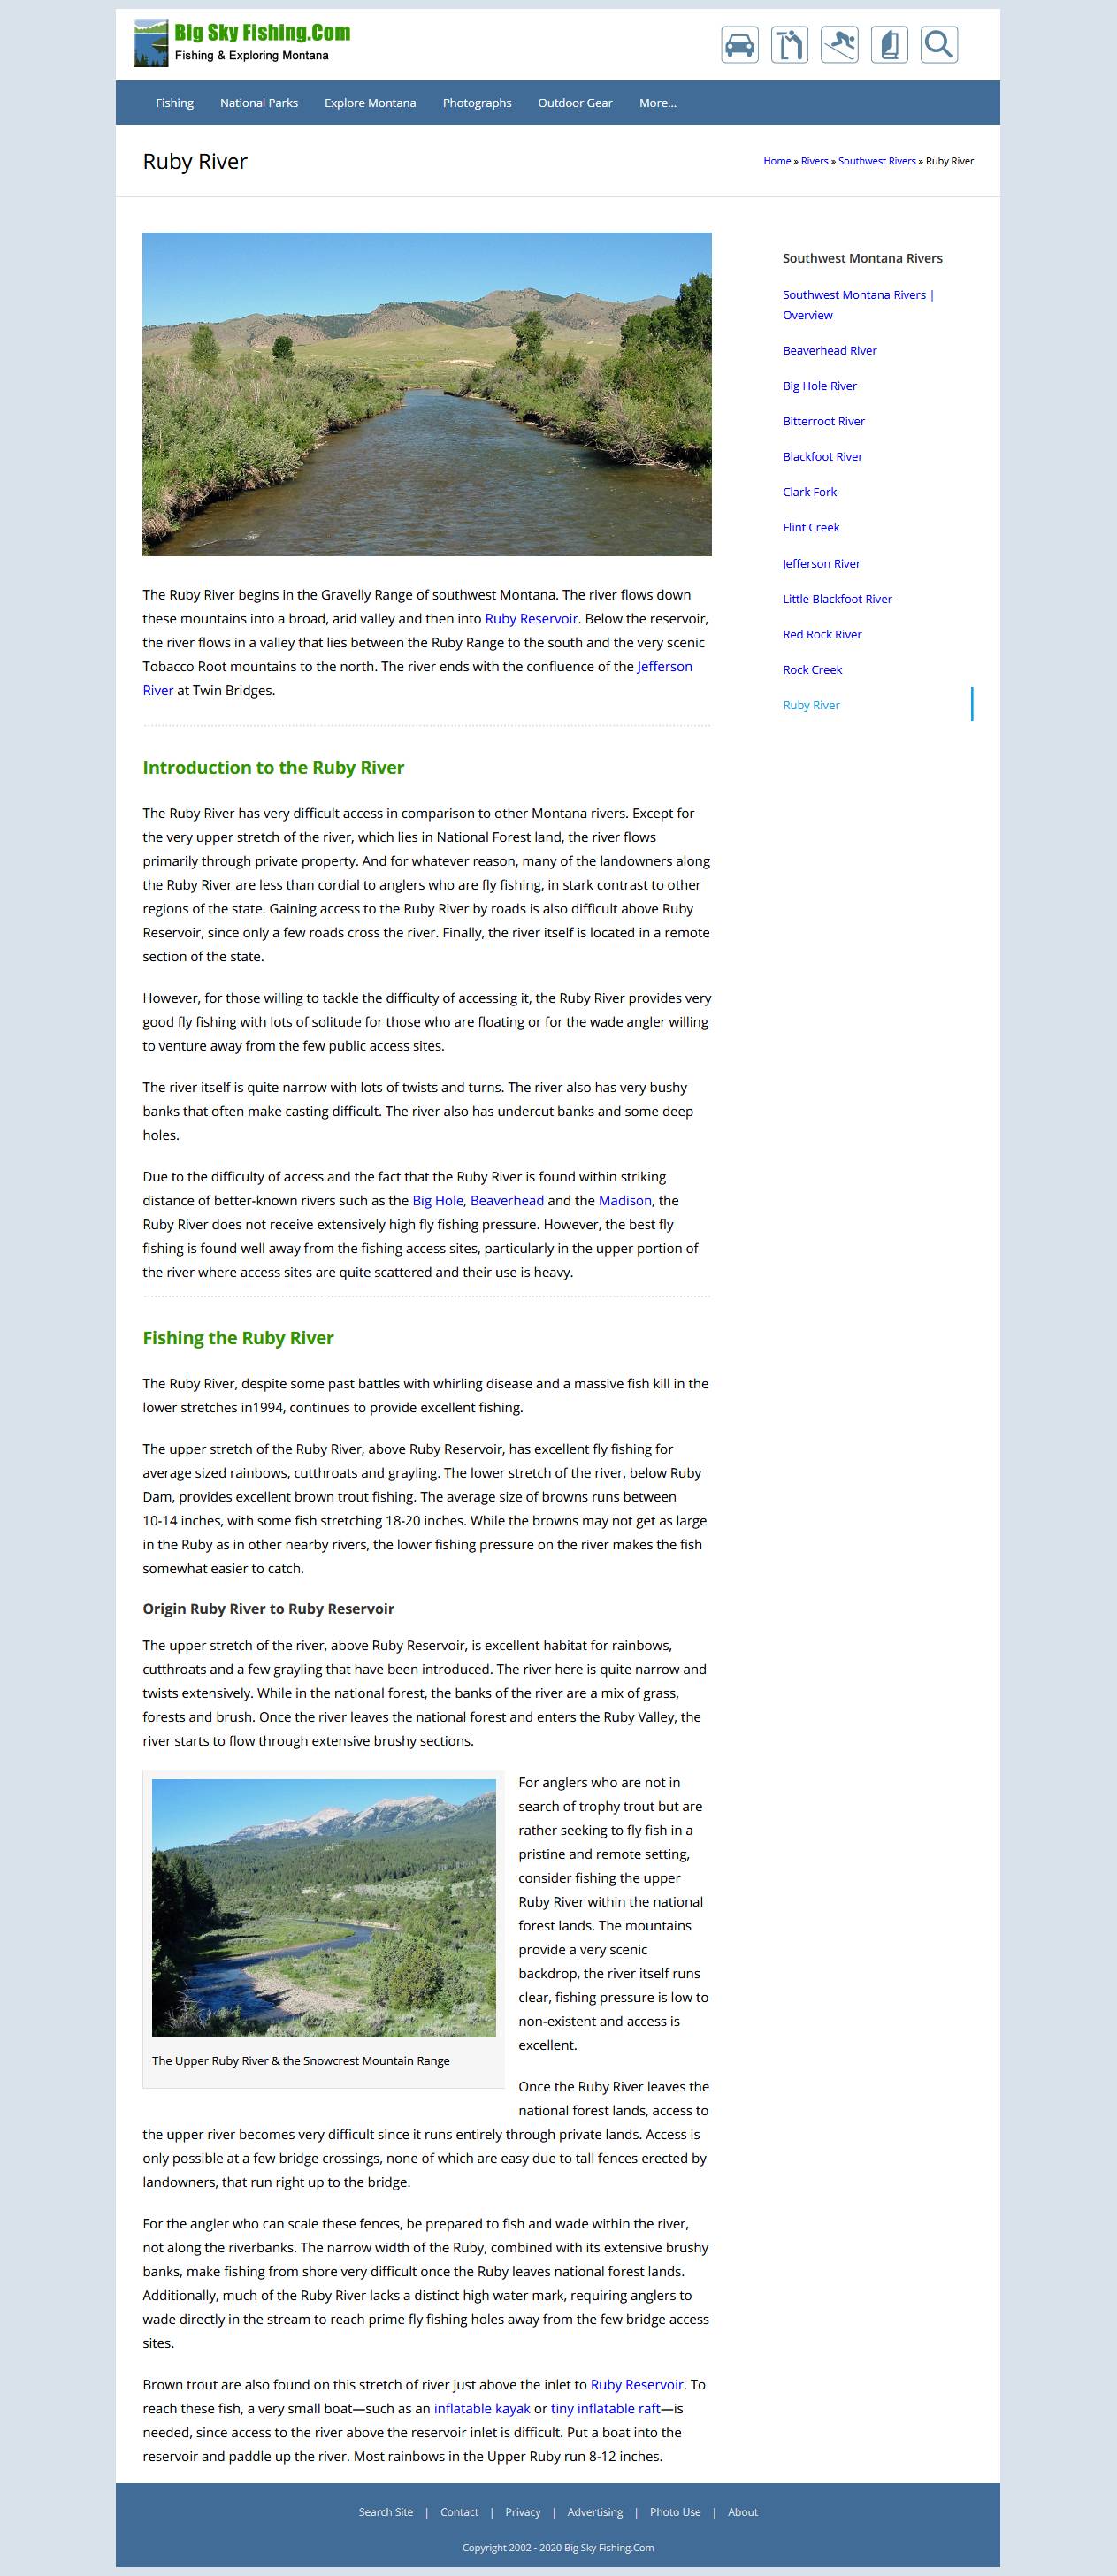 Big Sky Fishing.Com
Fishing & Exploring Montana
Fishing
National Parks
Explore Montana
Photographs
Outdoor Gear
More...
Ruby River
Home » Rivers » Southwest Rivers » Ruby River
The Ruby River begins in the Gravelly Range of southwest Montana. The river flows down
these mountains into a broad, arid valley and then into Ruby Reservoir. Below the reservoir,
the river flows in a valley that lies between the Ruby Range to the south and the very scenic
Tobacco Root mountains to the north. The river ends with the confluence of the Jefferson
River at Twin Bridges.
Introduction to the Ruby River
The Ruby River has very difficult access in comparison to other Montana rivers. Except for
the very upper stretch of the river, which lies in National Forest land, the river flows
primarily through private property. And for whatever reason, many of the landowners along
the Ruby River are less than cordial to anglers who are fly fishing, in stark contrast to other
regions of the state. Gaining access to the Ruby River by roads is also difficult above Ruby
Reservoir, since only a few roads cross the river. Finally, the river itself is located in a remote
section of the state.
However, for those willing to tackle the difficulty of accessing it, the Ruby River provides very
good fly fishing with lots of solitude for those who are floating or for the wade angler willing
to venture away from the few public access sites.
The river itself is quite narrow with lots of twists and turns. The river also has very bushy
banks that often make casting difficult. The river also has undercut banks and some deep
holes.
Due to the difficulty of access and the fact that the Ruby River is found within striking
distance of better-known rivers such as the Big Hole, Beaverhead and the Madison, the
Ruby River does not receive extensively high fly fishing pressure. However, the best fly
fishing is found well away from the fishing access sites, particularly in the upper portion of
the river where access sites are quite scattered and their use is heavy.
Fishing the Ruby River
The Ruby River, despite some past battles with whirling disease and a massive fish kill in the
lower stretches in1994, continues to provide excellent fishing.
The upper stretch of the Ruby River, above Ruby Reservoir, has excellent fly fishing for
average sized rainbows, cutthroats and grayling. The lower stretch of the river, below Ruby
Dam, provides excellent brown trout fishing. The average size of browns runs between
10-14 inches, with some fish stretching 18-20 inches. While the browns may not get as large
in the Ruby as in other nearby rivers, the lower fishing pressure on the river makes the fish
somewhat easier to catch.
Origin Ruby River to Ruby Reservoir
The upper stretch of the river, above Ruby Reservoir, is excellent habitat for rainbows,
cutthroats and a few grayling that have been introduced. The river here is quite narrow and
twists extensively. While in the national forest, the banks of the river are a mix of grass,
forests and brush. Once the river leaves the national forest and enters the Ruby Valley, the
river starts to flow through extensive brushy sections.
The Upper Ruby River & the Snowcrest Mountain Range
For anglers who are not in
search of trophy trout but are
rather seeking to fly fish in a
pristine and remote setting,
consider fishing the upper
Ruby River within the national
forest lands. The mountains
provide a very scenic
backdrop, the river itself runs
clear, fishing pressure is low to
non-existent and access is
excellent.
Once the Ruby River leaves the
national forest lands, access to
the upper river becomes very difficult since it runs entirely through private lands. Access is
only possible at a few bridge crossings, none of which are easy due to tall fences erected by
landowners, that run right up to the bridge.
For the angler who can scale these fences, be prepared to fish and wade within the river,
not along the riverbanks. The narrow width of the Ruby, combined with its extensive brushy
banks, make fishing from shore very difficult once the Ruby leaves national forest lands.
Additionally, much of the Ruby River lacks a distinct high water mark, requiring anglers to
wade directly in the stream to reach prime fly fishing holes away from the few bridge access
sites.
Brown trout are also found on this stretch of river just above the inlet to Ruby Reservoir. To
reach these fish, a very small boat—such as an inflatable kayak or tiny inflatable raft—is
needed, since access to the river above the reservoir inlet is difficult. Put a boat into the
reservoir and paddle up the river. Most rainbows in the Upper Ruby run 8-12 inches.
Southwest Montana Rivers
Southwest Montana Rivers |
Overview
Beaverhead River
Big Hole River
Bitterroot River
Blackfoot River
Clark Fork
Flint Creek
Jefferson River
Little Blackfoot River
Red Rock River
Rock Creek
Ruby River
Search Site | Contact | Privacy | Advertising | Photo Use | About
Copyright 2002 - 2020 Big Sky Fishing.Com